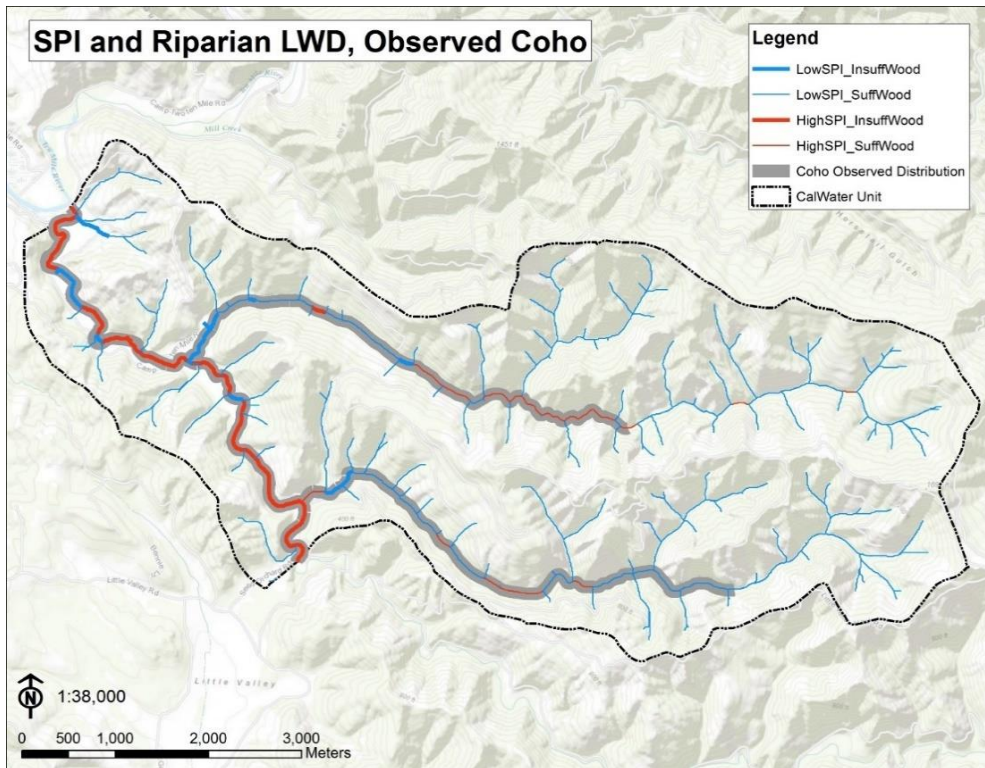 SPI and Riparian LWD, Observed Coho
Legend
LowSPI_InsuffWood
LowSPI_SuffWood
HighSPI_InsuffWood
HighSPI_SuffWood
Coho Observed Distribution
CalWater Unit
Mill Creek
Little Valley Rd
Little Valley
N
1:38,000
0 500 1,000 2,000 3,000
Meters